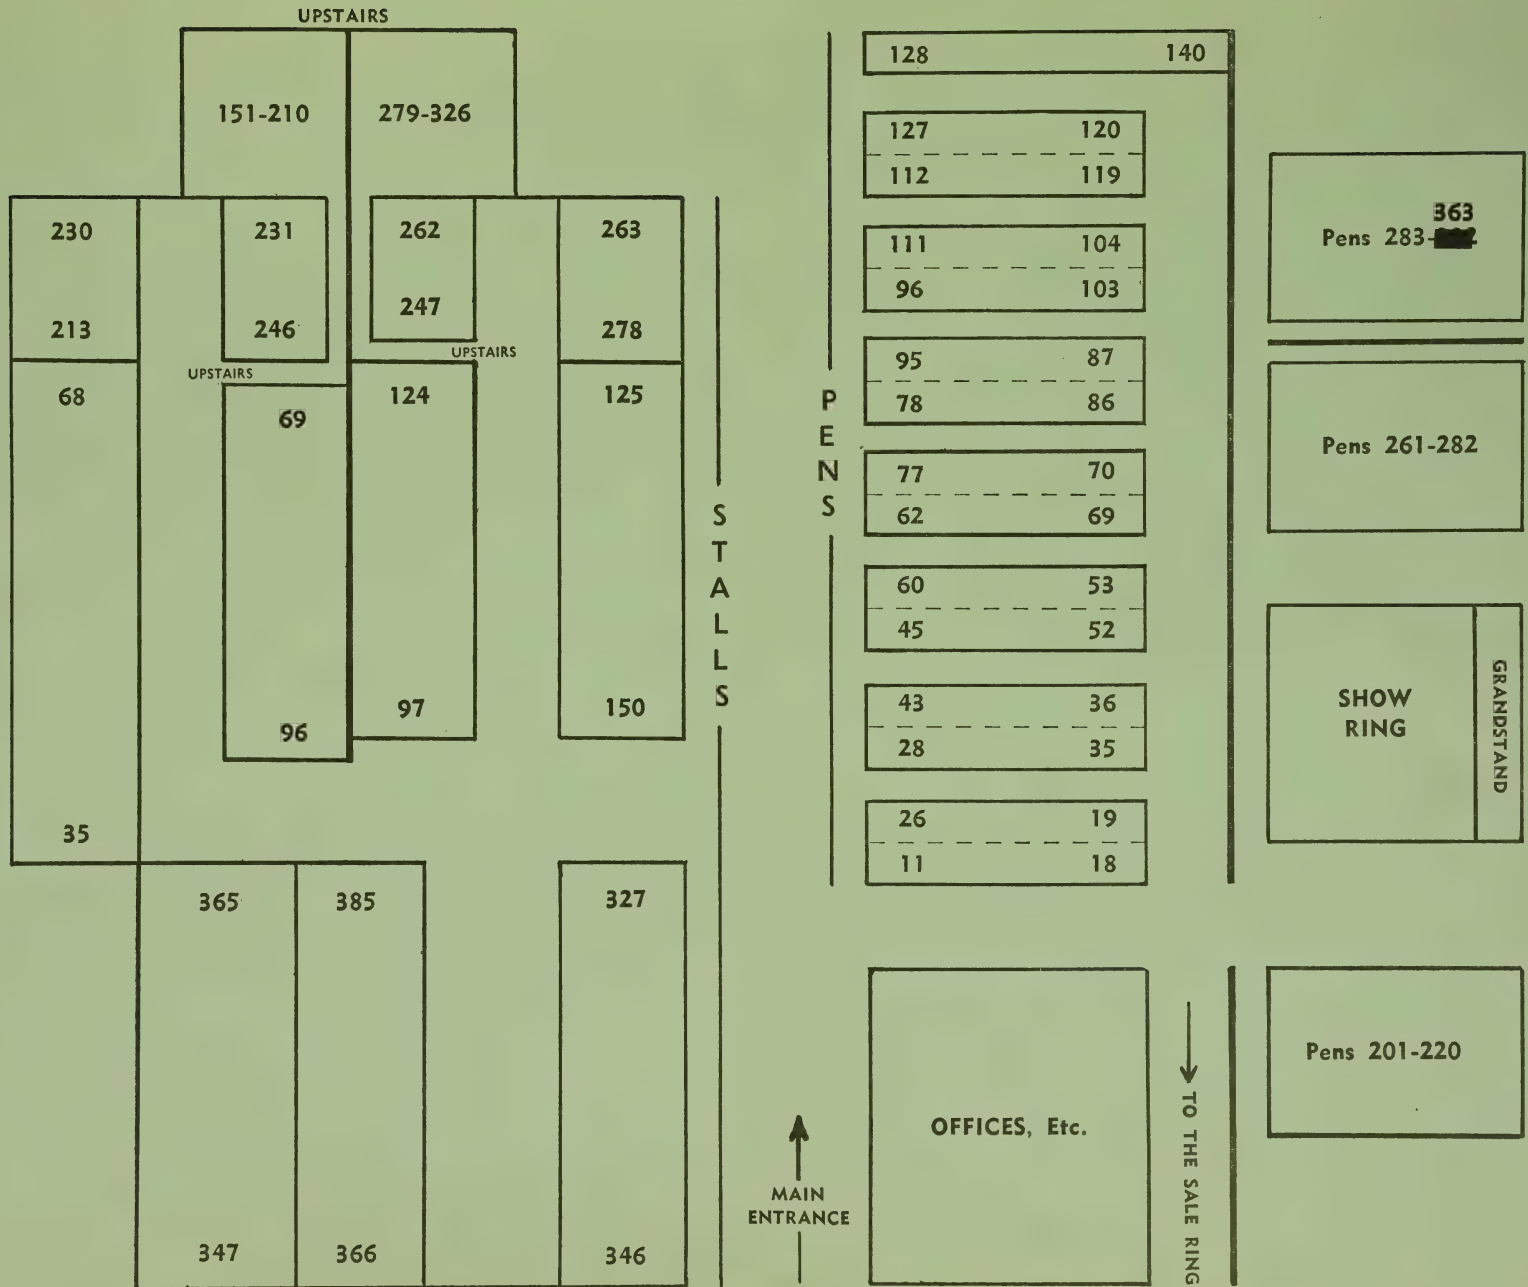 UPSTAIRS
151-210 279-326
230 231 262 263
247
213 246 278
UPSTAIRS UPSTAIRS
68 69 124 125
35 96 97 150
365 385 327
347 366 346
STALLS
PENS
128 140
127 120
112 119
111 104
96 103
95 87
78 86
77 70
62 69
60 53
45 52
43 36
28 35
26 19
11 18
OFFICES, Etc.
MAIN
ENTRANCE
TO THE SALE RING
363
Pens 283-
Pens 261-282
SHOW
RING
GRANDSTAND
Pens 201-220